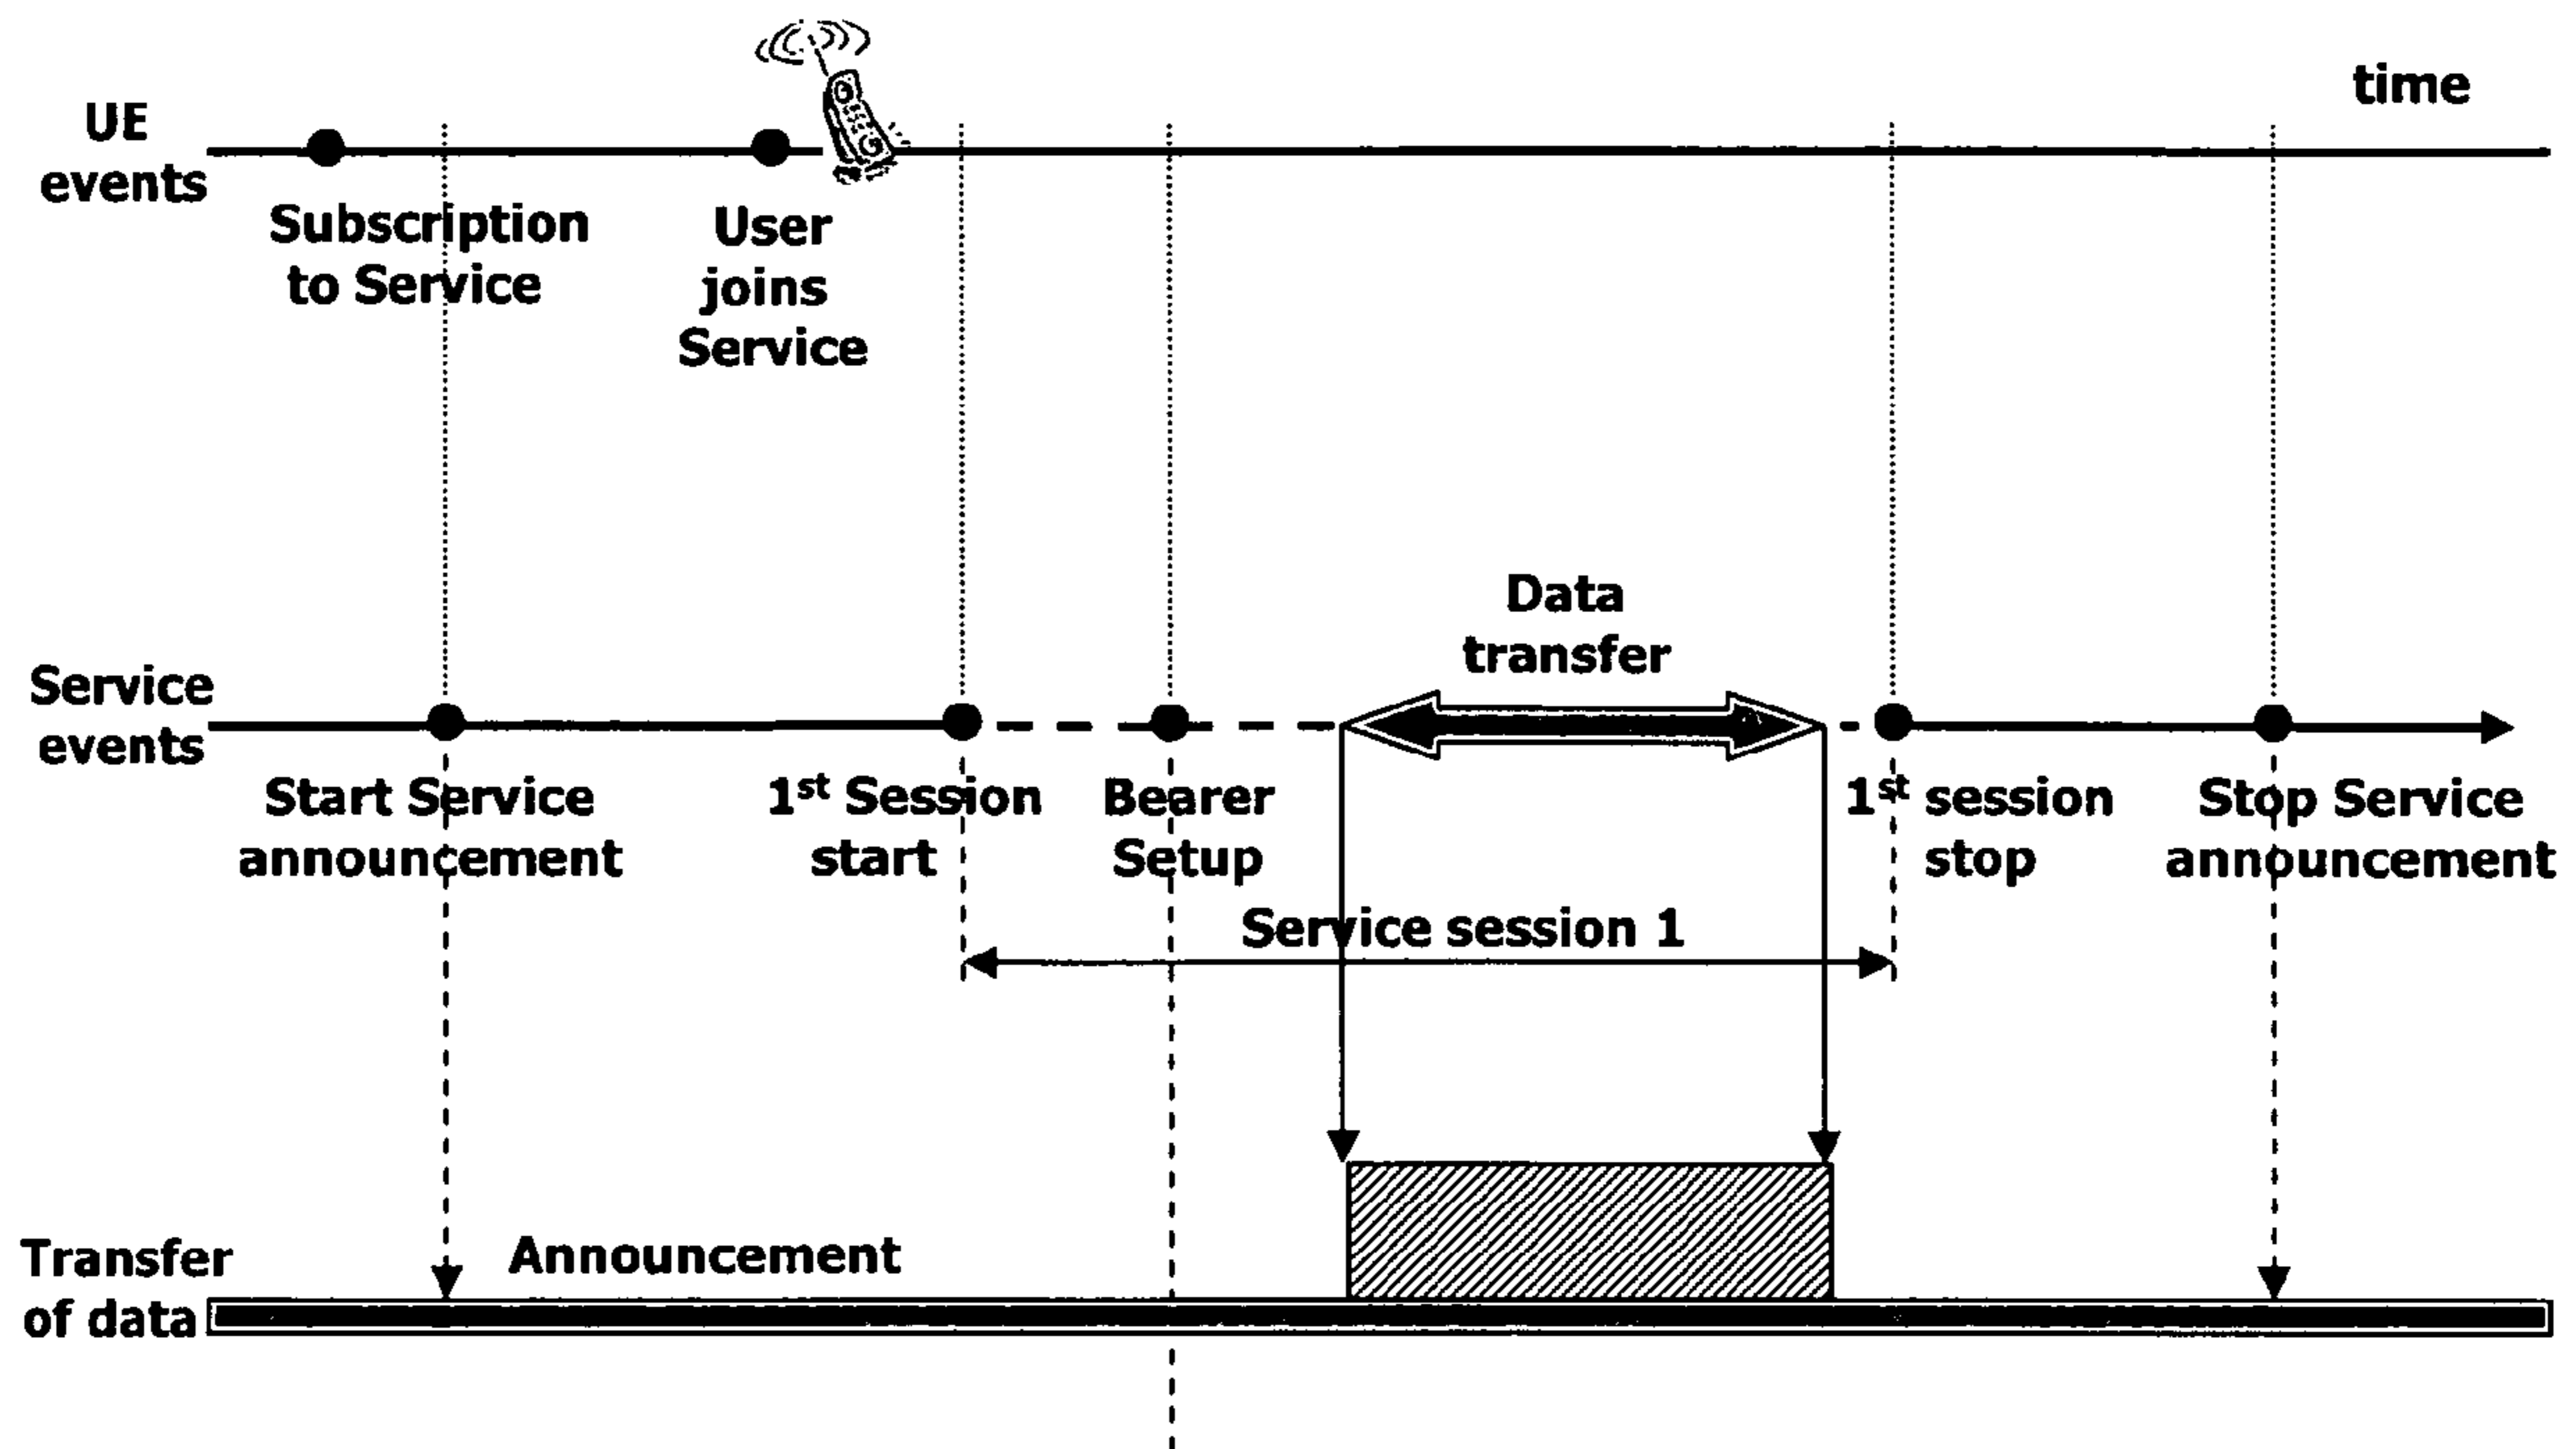 time
UE
events
Subscription
to Service
User
joins
Service
Data
transfer
Service
events
Start Service
announcement
1st Session
start
Bearer
Setup
1st session
stop
Stop Service
announcement
Service session 1
Transfer
of data
Announcement